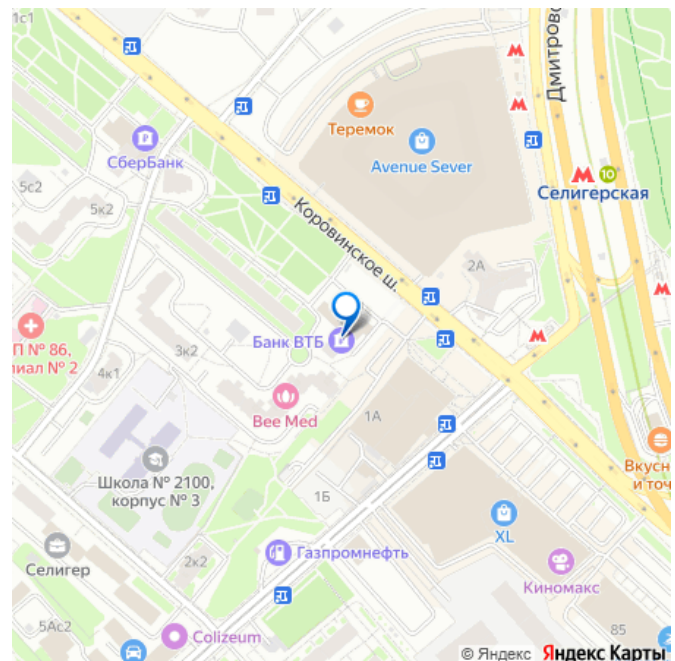 1с1
Дмитровс
Теремок
Avenue Sever
СберБанк
10
Селигерская
5с2
5к2
Коровинское ш.
2А
П № 86,
лиал № 2
3к2
Банк ВТБ
4к1
Bee Med
1А
Школа № 2100,
корпус № 3
1Б
Вкусн
и точ
XL
Газпромнефть
Селигер
2к2
Киномакс
5Ас2
Colizeum
85
© Яндекс Яндекс Карты